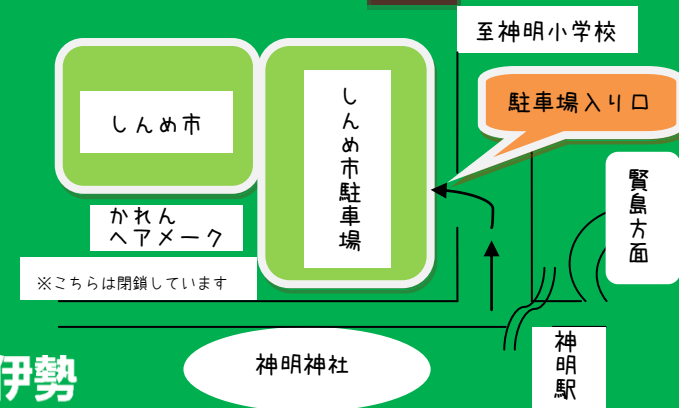 至神明小学校
駐車場入り口
しんめ市
しんめ市駐車場
賢島方面
かれん
ヘアメーク
※こちらは閉鎖しています
神明神社
神明駅
伊勢